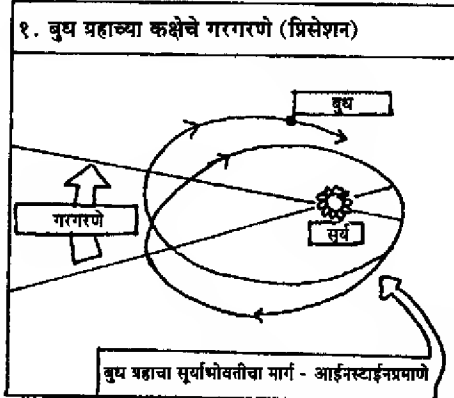 १. बुध ग्रहाच्या कक्षेचे गरगरणे (प्रिसेशन)
बुध
गरगरणे
सूर्य
बुध ग्रहाचा सूर्याभोवतीचा मार्ग - आईनस्टाईनप्रमाणे